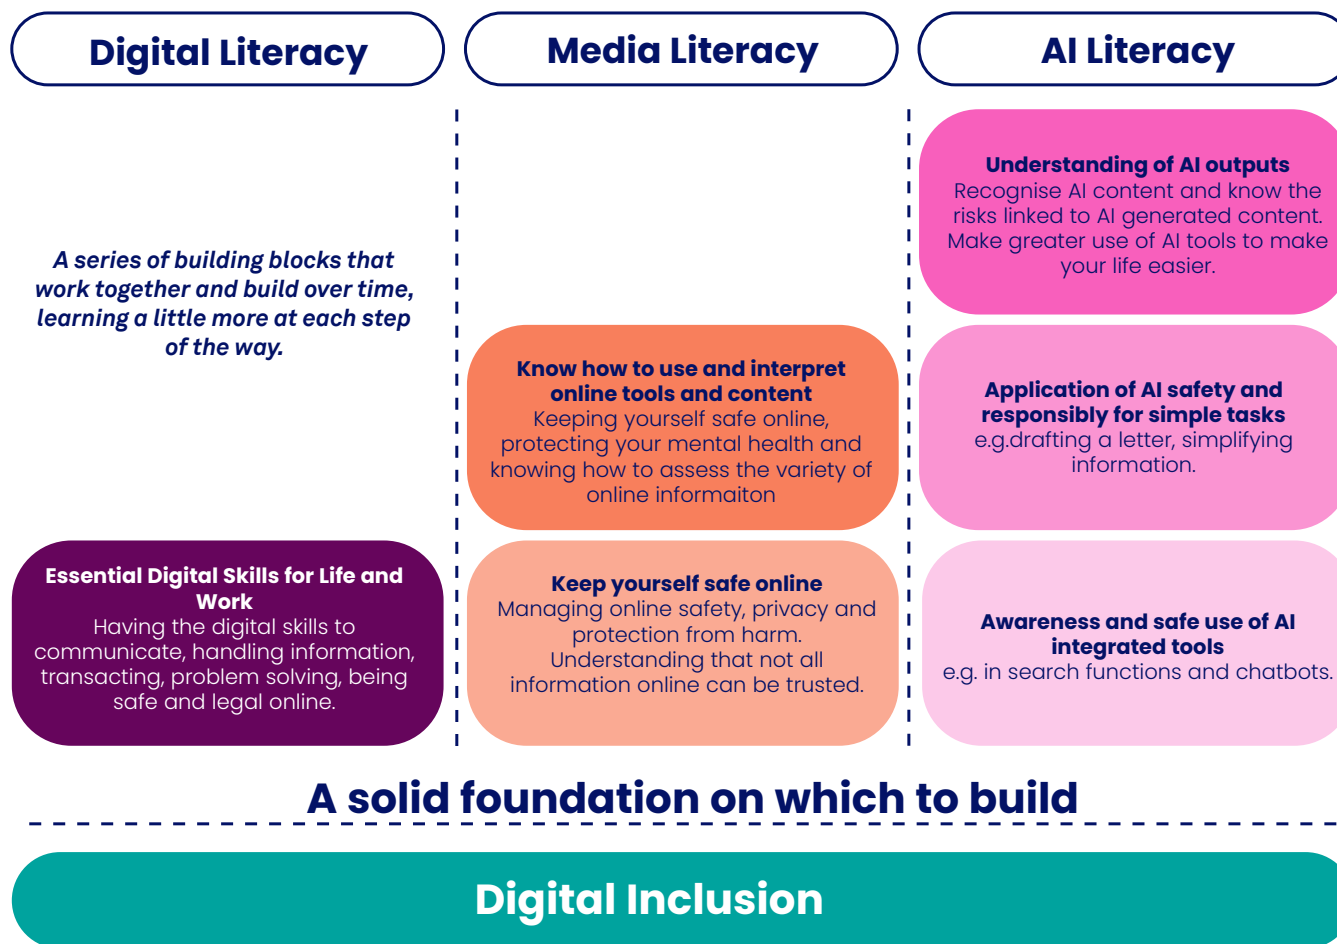 Digital Literacy
Media Literacy
AI Literacy
A series of building blocks that
work together and build over time,
learning a little more at each step
of the way.
Essential Digital Skills for Life and
Work
Having the digital skills to
communicate, handling information,
transacting, problem solving, being
safe and legal online.
Know how to use and interpret
online tools and content
Keeping yourself safe online,
protecting your mental health and
knowing how to assess the variety of
online informaiton
Keep yourself safe online
Managing online safety, privacy and
protection from harm.
Understanding that not all
information online can be trusted.
Understanding of AI outputs
Recognise AI content and know the
risks linked to AI generated content.
Make greater use of AI tools to make
your life easier.
Application of AI safety and
responsibly for simple tasks
e.g.drafting a letter, simplifying
information.
Awareness and safe use of AI
integrated tools
e.g. in search functions and chatbots.
A solid foundation on which to build
Digital Inclusion